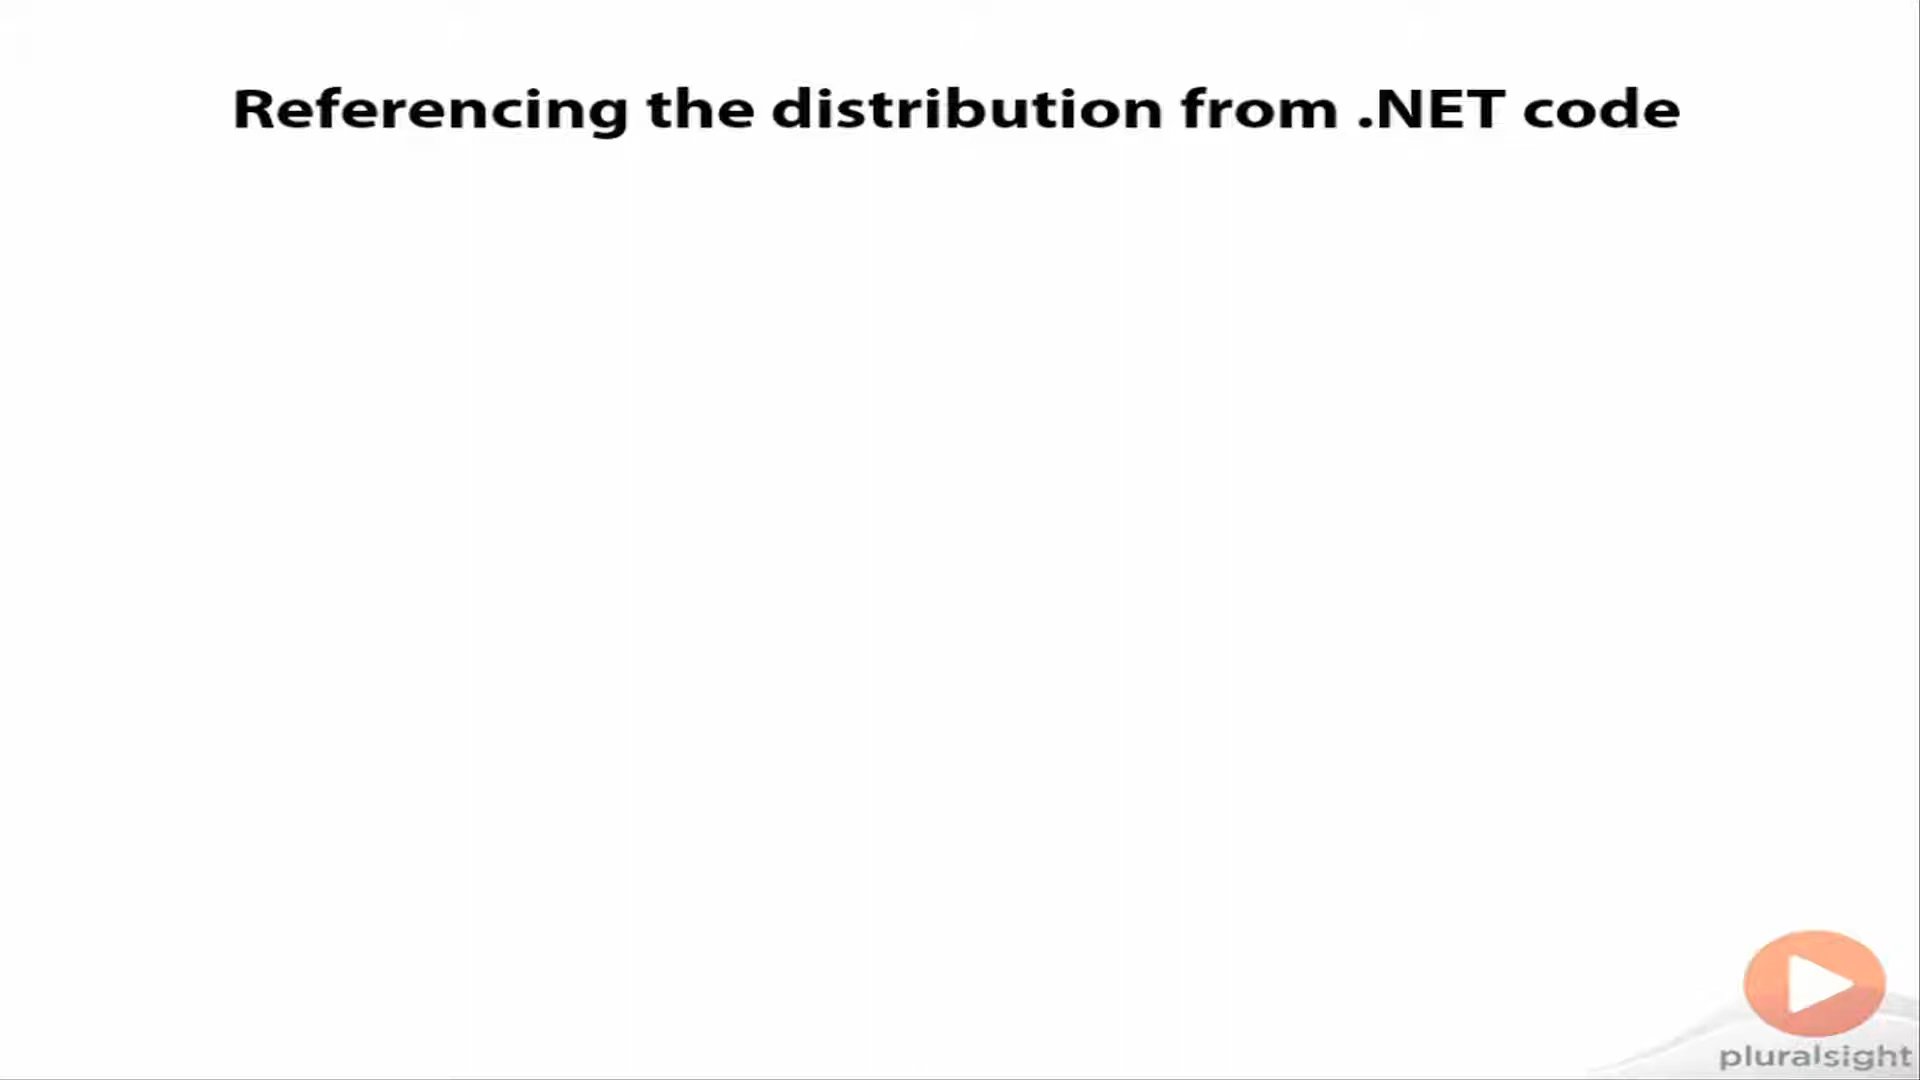 Referencing the distribution from .NET code
pluralsight